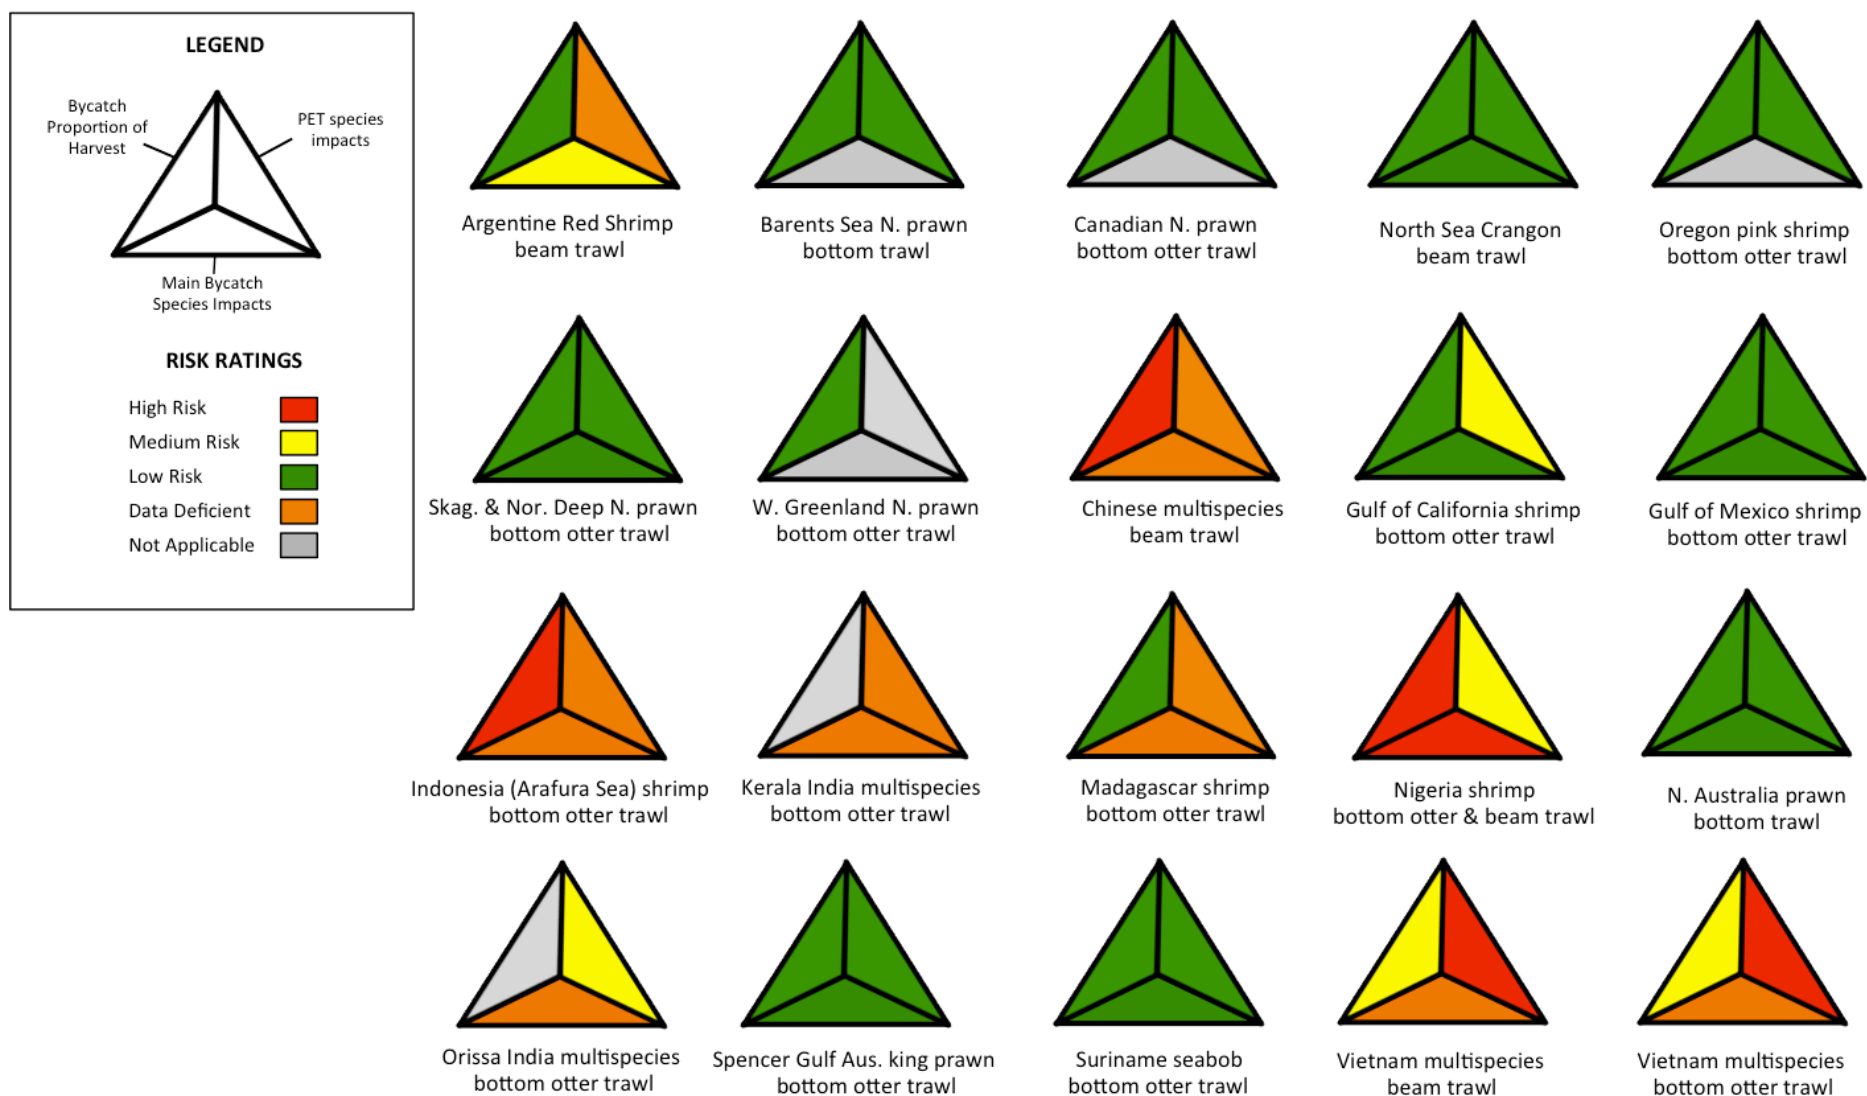 LEGEND
Bycatch
Proportion of
Harvest
PET species
impacts
Main Bycatch
Species Impacts
RISK RATINGS
High Risk
Medium Risk
Low Risk
Data Deficient
Not Applicable
Argentine Red Shrimp
beam trawl
Barents Sea N. prawn
bottom trawl
Canadian N. prawn
bottom otter trawl
North Sea Crangon
beam trawl
Oregon pink shrimp
bottom otter trawl
Skag. & Nor. Deep N. prawn
bottom otter trawl
W. Greenland N. prawn
bottom otter trawl
Chinese multispecies
beam trawl
Gulf of California shrimp
bottom otter trawl
Gulf of Mexico shrimp
bottom otter trawl
Indonesia (Arafura Sea) shrimp
bottom otter trawl
Kerala India multispecies
bottom otter trawl
Madagascar shrimp
bottom otter trawl
Nigeria shrimp
bottom otter & beam trawl
N. Australia prawn
bottom trawl
Orissa India multispecies
bottom otter trawl
Spencer Gulf Aus. king prawn
bottom otter trawl
Suriname seabob
bottom otter trawl
Vietnam multispecies
beam trawl
Vietnam multispecies
bottom otter trawl